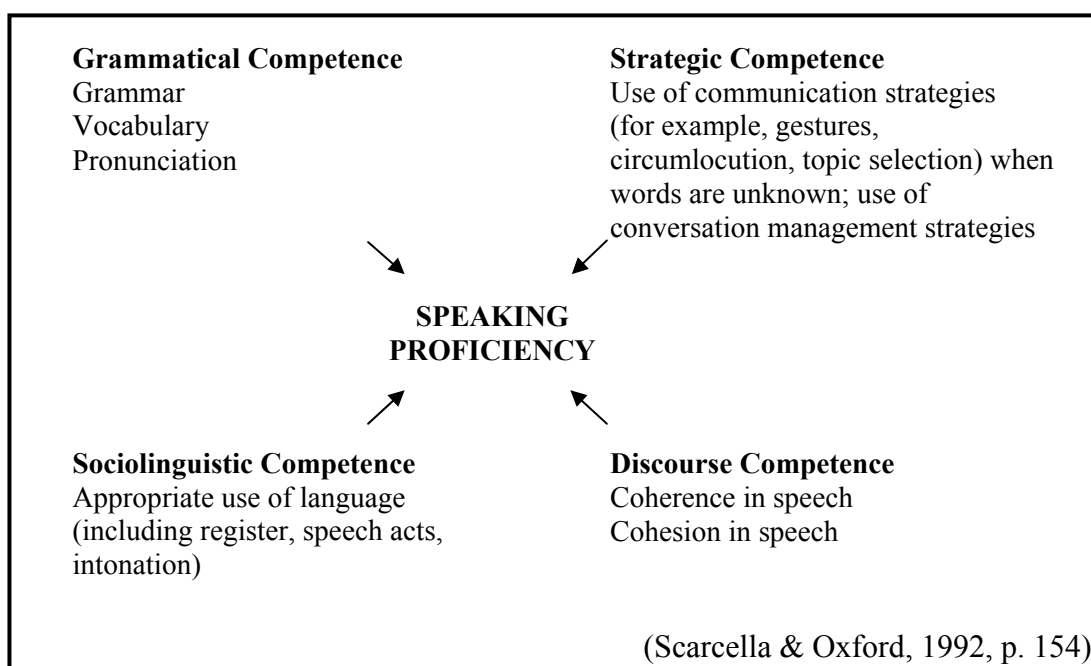 Grammatical Competence
Grammar
Vocabulary
Pronunciation
Strategic Competence
Use of communication strategies
(for example, gestures,
circumlocution, topic selection) when
words are unknown; use of
conversation management strategies
SPEAKING
PROFICIENCY
Sociolinguistic Competence
Appropriate use of language
(including register, speech acts,
intonation)
Discourse Competence
Coherence in speech
Cohesion in speech
(Scarcella & Oxford, 1992, p. 154)